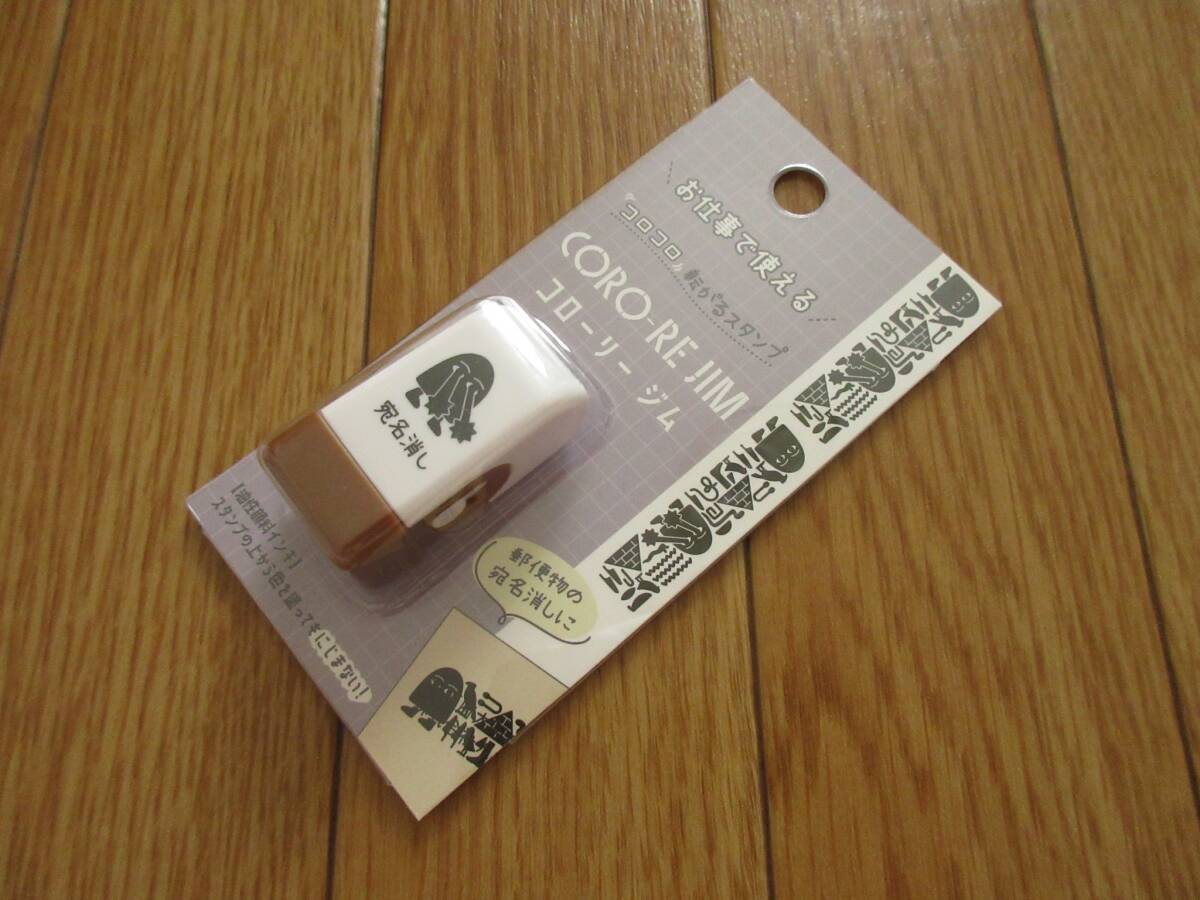 お仕事で使える
"コロコロ"転がるスタンプ
CORO-RE JIM
コローリー ジム
宛名消し
【油性顔料インキ】
スタンプの上から色を塗ってもにじまない!
郵便物の
宛名消しに